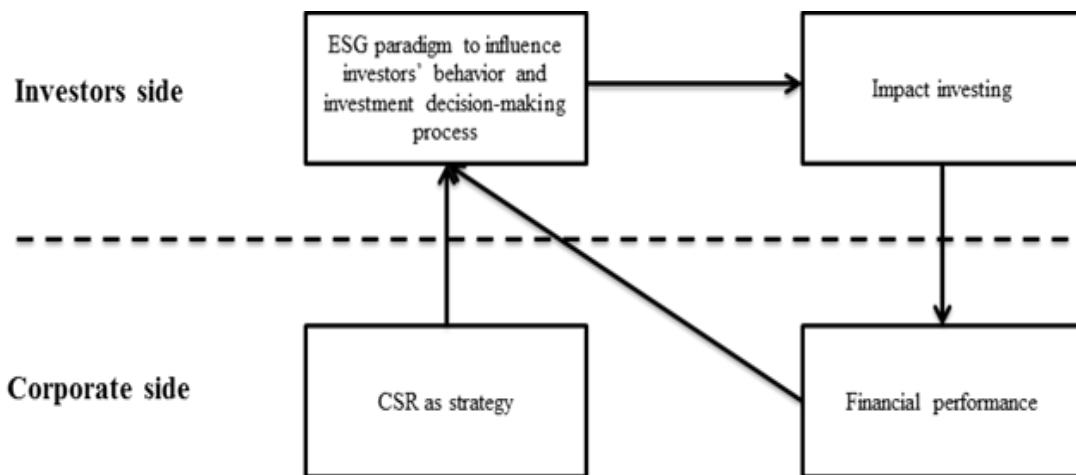 Investors side
ESG paradigm to influence
investors' behavior and
investment decision-making
process
Impact investing
Corporate side
CSR as strategy
Financial performance